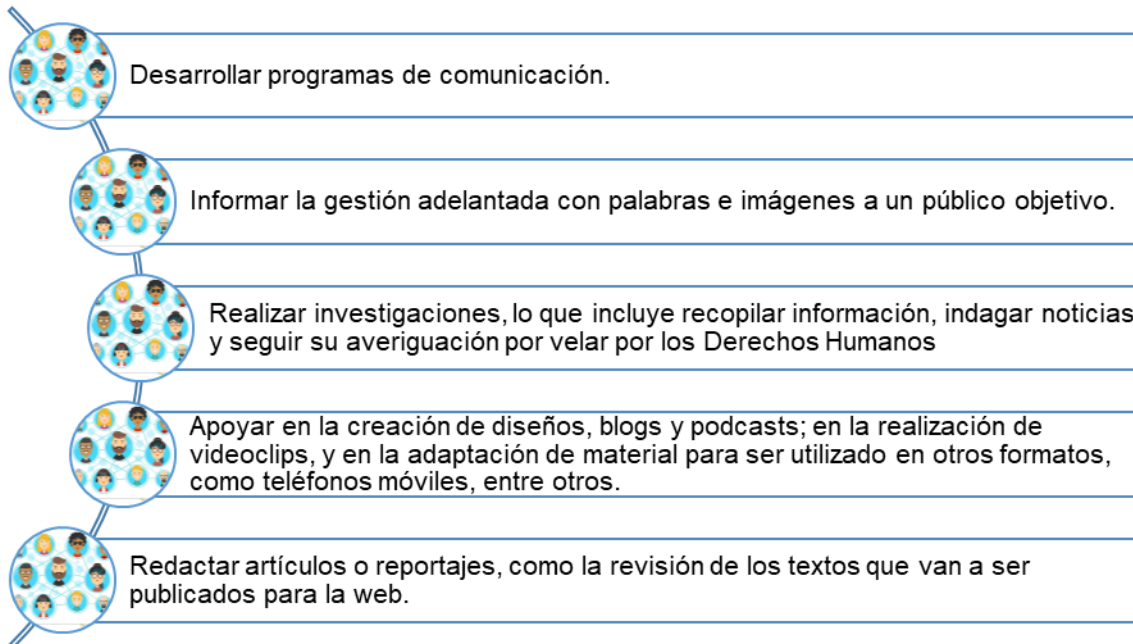 Desarrollar programas de comunicación.
Informar la gestión adelantada con palabras e imágenes a un público objetivo.
Realizar investigaciones, lo que incluye recopilar información, indagar noticias
y seguir su averiguación por velar por los Derechos Humanos
Apoyar en la creación de diseños, blogs y podcasts; en la realización de
videoclips, y en la adaptación de material para ser utilizado en otros formatos,
como teléfonos móviles, entre otros.
Redactar artículos o reportajes, como la revisión de los textos que van a ser
publicados para la web.